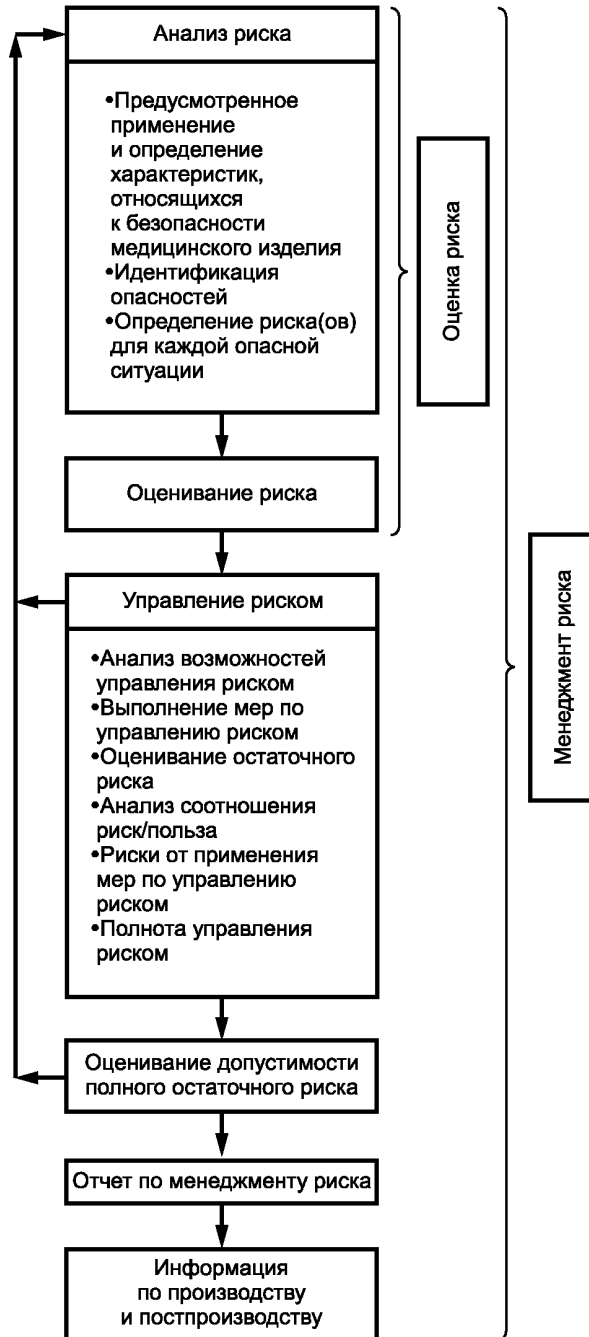 Анализ риска
•Предусмотренное
применение
и определение
характеристик,
относящихся
к безопасности
медицинского изделия
•Идентификация
опасностей
•Определение риска(ов)
для каждой опасной
ситуации
Оценивание риска
Оценка риска
Управление риском
•Анализ возможностей
управления риском
•Выполнение мер по
управлению риском
•Оценивание остаточного
риска
•Анализ соотношения
риск/польза
•Риски от применения
мер по управлению
риском
•Полнота управления
риском
Оценивание допустимости
полного остаточного риска
Отчет по менеджменту риска
Информация
по производству
и постпроизводству
Менеджмент риска